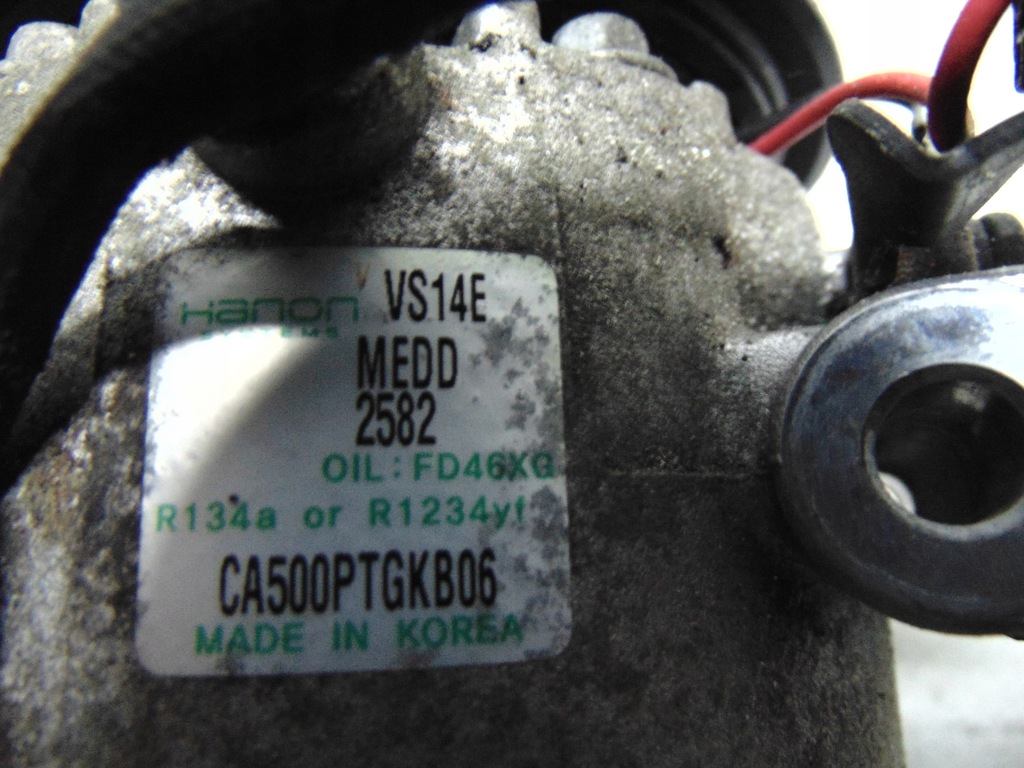 Hanon VS14E
MEDD
2582
OIL: FD46XG
R134a or R1234yf
CA500PTGKB06
MADE IN KOREA